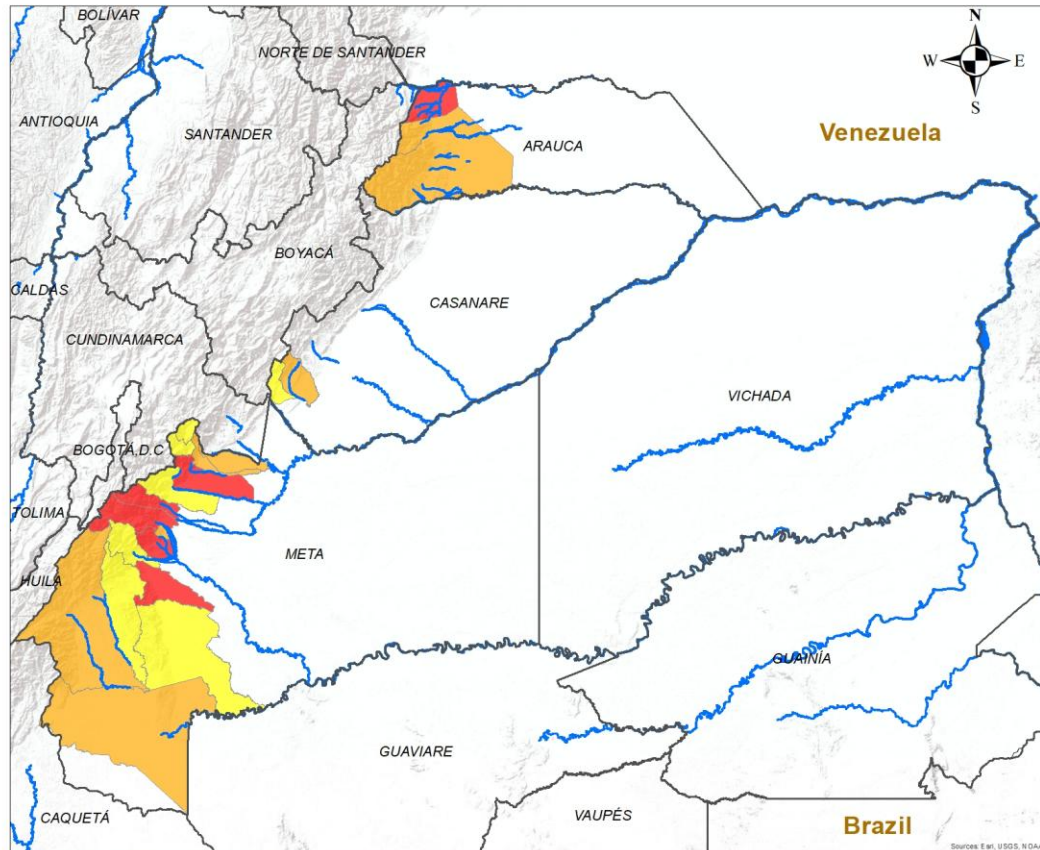 BOLÍVAR
NORTE DE SANTANDER
N
W E
S
ANTIOQUIA
SANTANDER
ARAUCA
Venezuela
BOYACÁ
CALDAS
CASANARE
CUNDINAMARCA
VICHADA
BOGOTÁ,D.C
TOLIMA
META
HUILA
GUAINÍA
GUAVIARE
CAQUETÁ
VAUPÉS
Brazil
Sources: Esri, USGS, NOAA